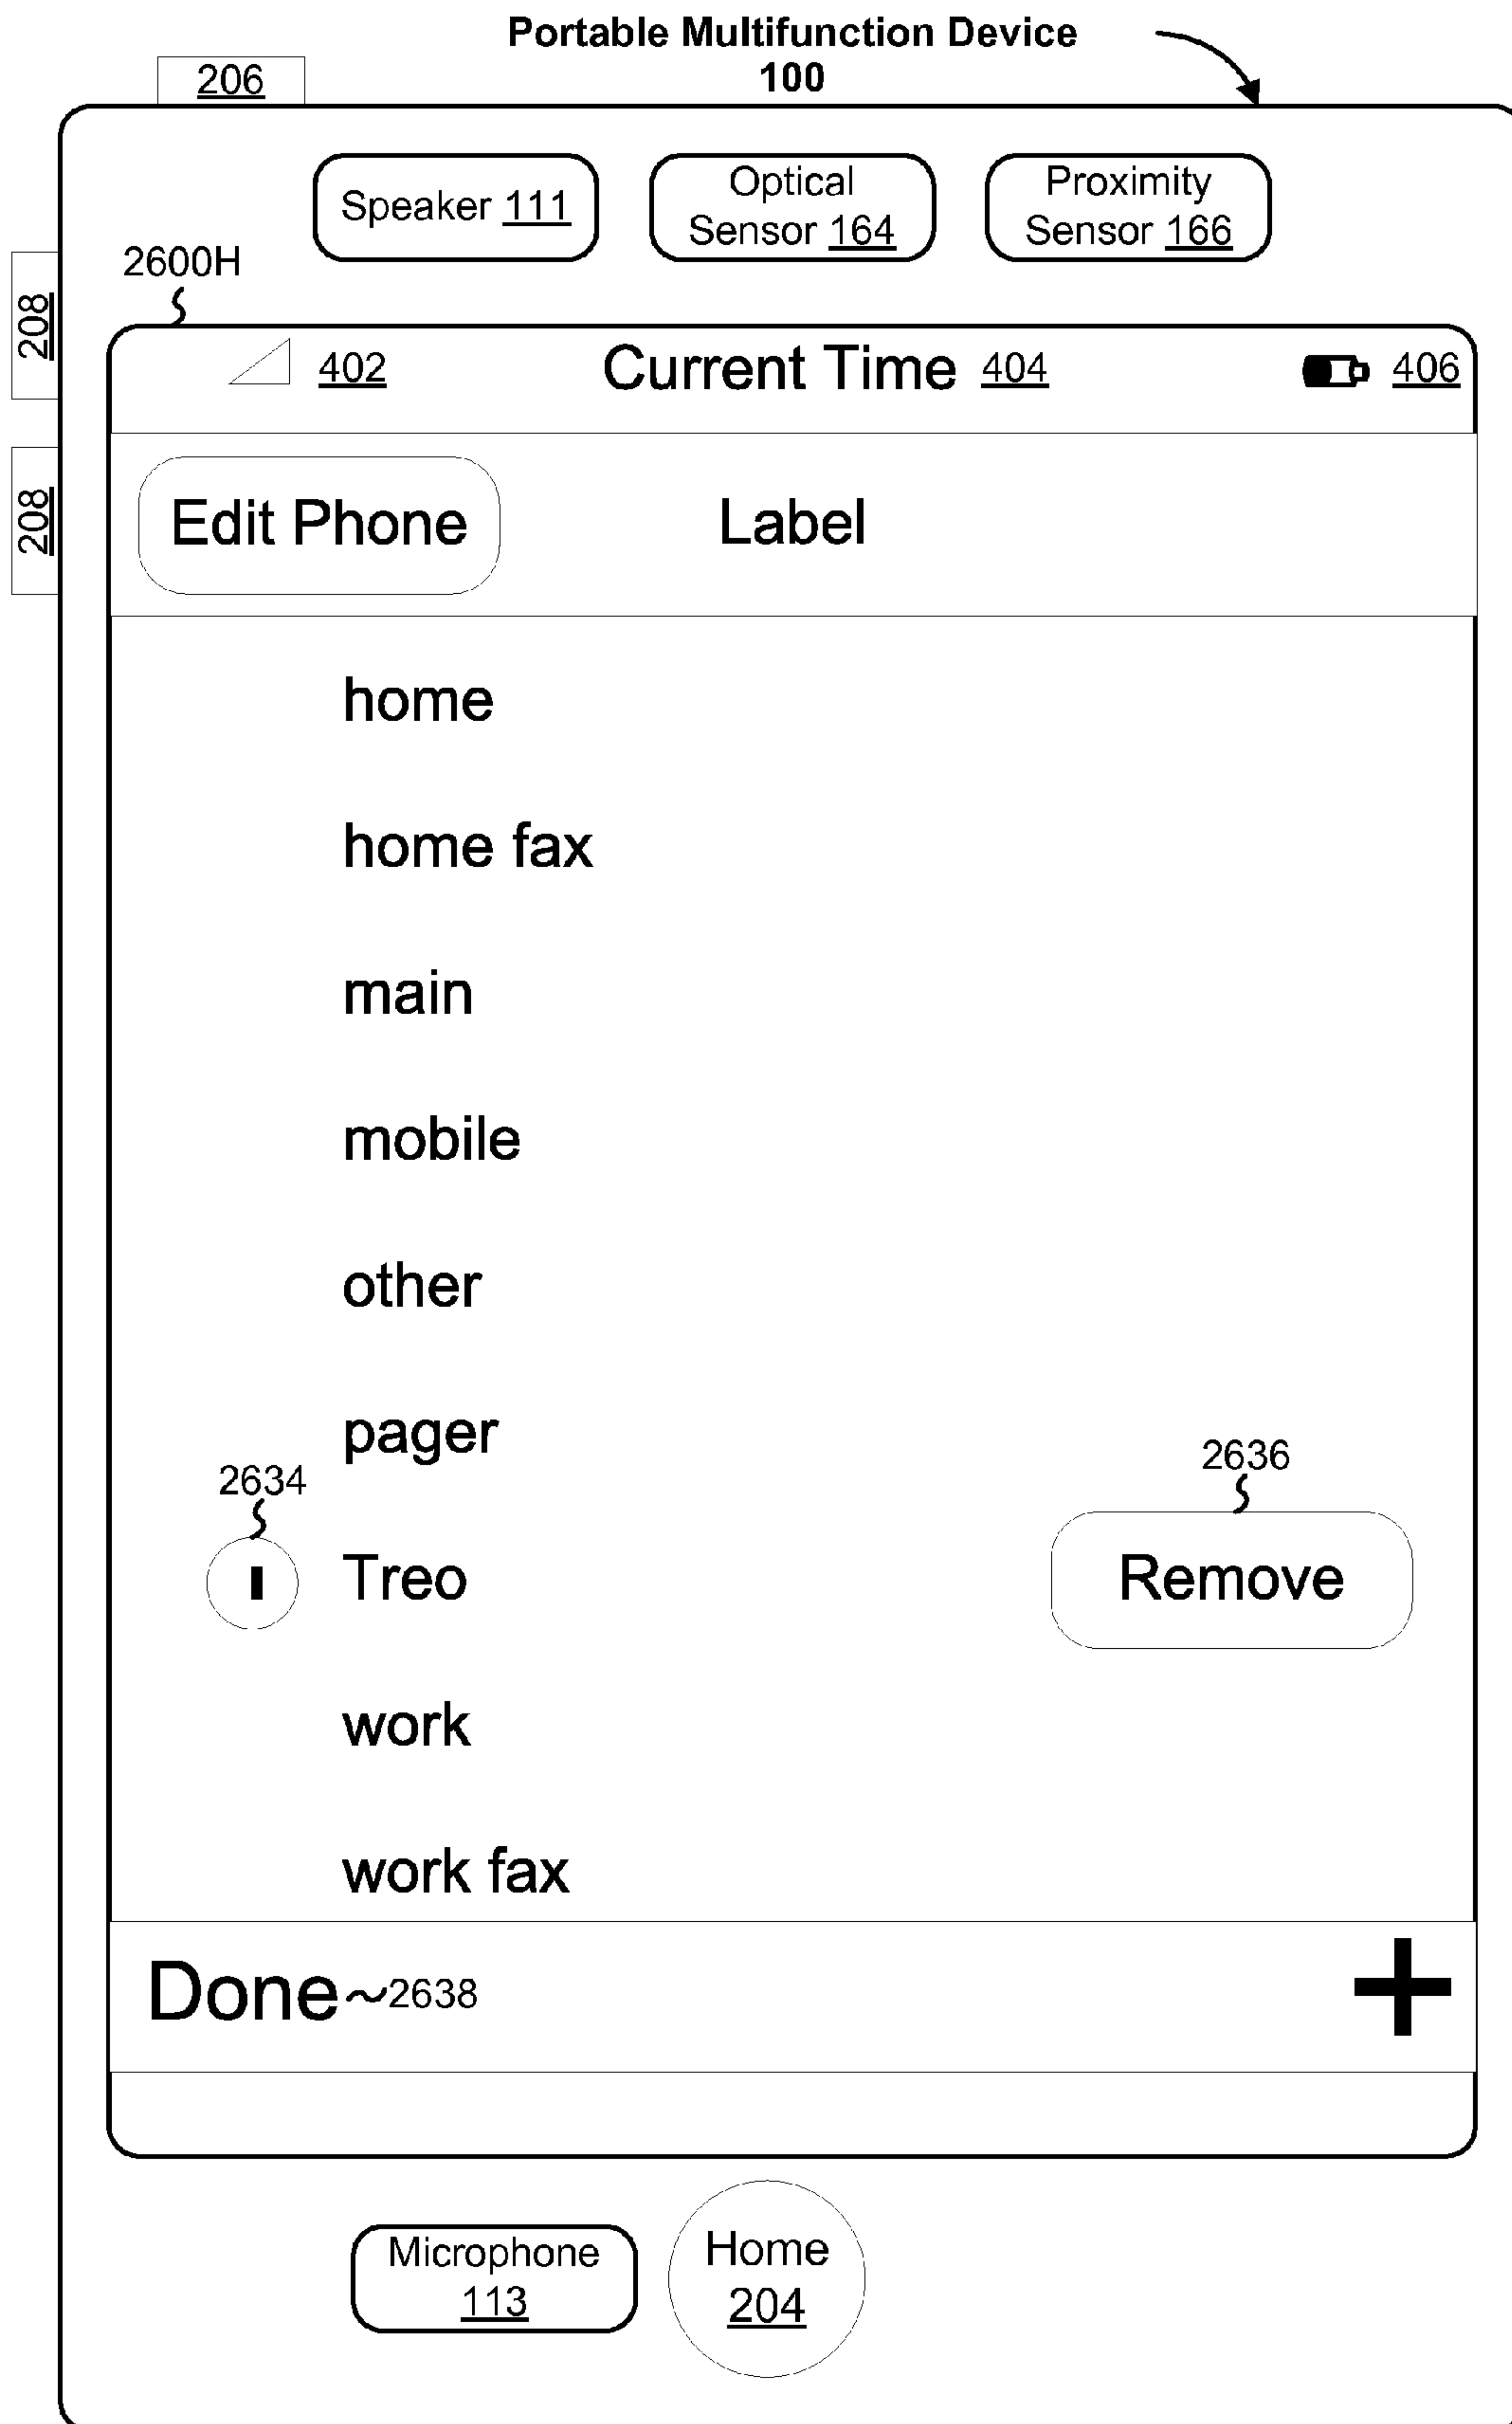 Portable Multifunction Device
100
206
Speaker 111
Optical
Sensor 164
Proximity
Sensor 166
2600H
208
208
402
Current Time 404
406
Edit Phone
Label
home
home fax
main
mobile
other
pager
2634
2636
Treo
Remove
work
work fax
Done~2638
+
Microphone
113
Home
204